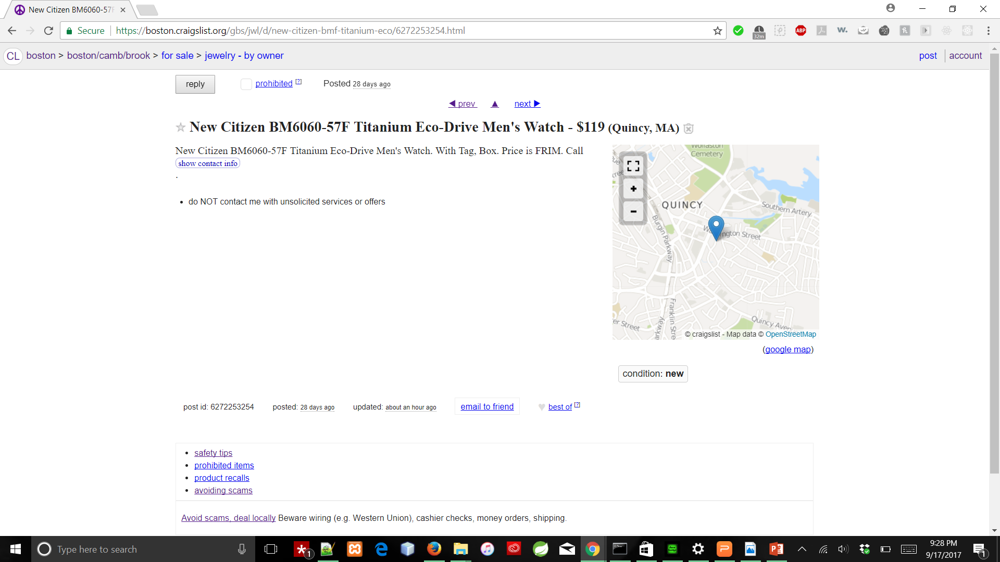 New Citizen BM6060-57F
Secure https://boston.craigslist.org/gbs/jwl/d/new-citizen-bmf-titanium-eco/6272253254.html
32m
ABP
CL boston > boston/camb/brook > for sale > jewelry - by owner post account
reply prohibited [?] Posted 28 days ago
◀ prev ▲ next ▶
☆ New Citizen BM6060-57F Titanium Eco-Drive Men's Watch - $119 (Quincy, MA)
New Citizen BM6060-57F Titanium Eco-Drive Men's Watch. With Tag, Box. Price is FRIM. Call
show contact info
.
• do NOT contact me with unsolicited services or offers
Cemetery
+
QUINCY
-
Southern Artery
Burgin Parkway
Franklin Stre
rkway
er Street
Quincy Aven
© craigslist - Map data © OpenStreetMap
(google map)
condition: new
post id: 6272253254 posted: 28 days ago updated: about an hour ago email to friend ♥ best of [?]
• safety tips
• prohibited items
• product recalls
• avoiding scams
Avoid scams, deal locally Beware wiring (e.g. Western Union), cashier checks, money orders, shipping.
Type here to search
1
9:28 PM
9/17/2017
1